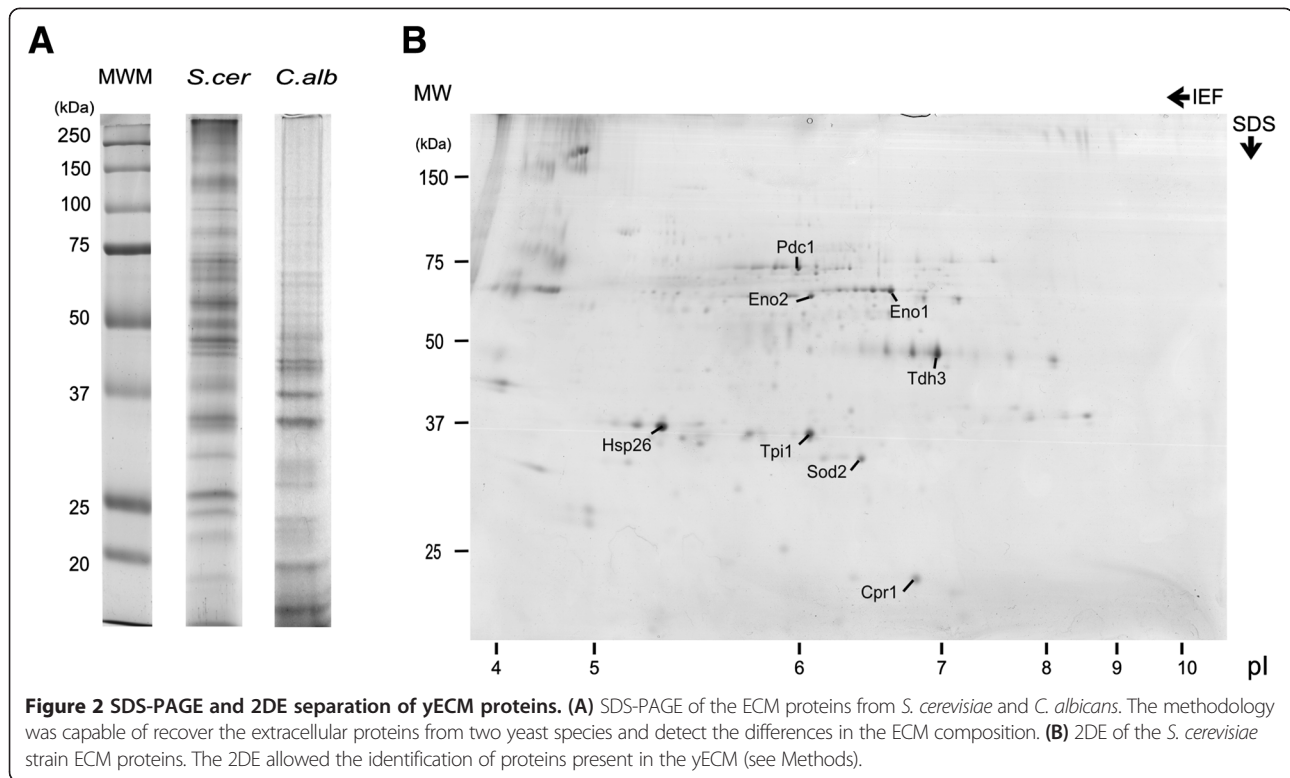 A
MWM S.cer C.alb
(kDa)
250
150
100
75
50
37
25
20
B
MW
IEF
SDS
(kDa)
150
75
50
37
25
Pdc1
Eno2
Eno1
Tdh3
Hsp26
Tpi1
Sod2
Cpr1
4 5 6 7 8 9 10 pI
Figure 2 SDS-PAGE and 2DE separation of yECM proteins. (A) SDS-PAGE of the ECM proteins from S. cerevisiae and C. albicans. The methodology
was capable of recover the extracellular proteins from two yeast species and detect the differences in the ECM composition. (B) 2DE of the S. cerevisiae
strain ECM proteins. The 2DE allowed the identification of proteins present in the yECM (see Methods).